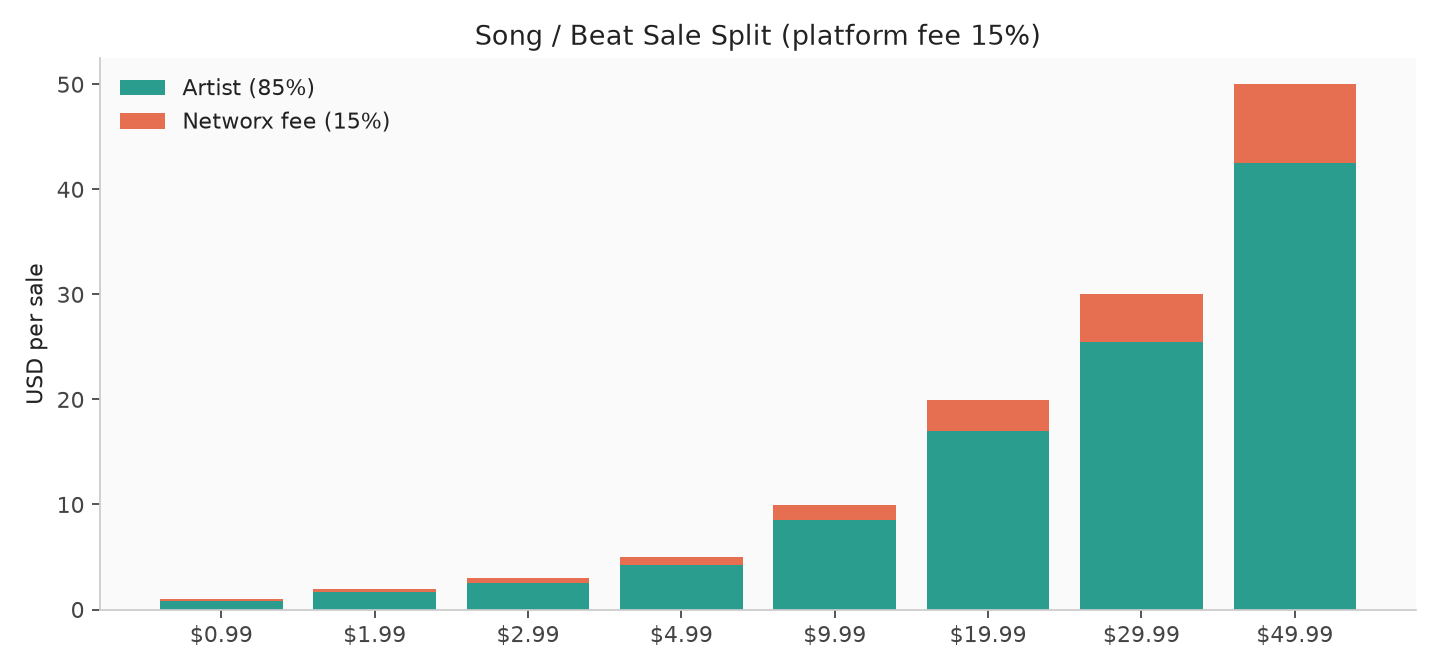 Song / Beat Sale Split (platform fee 15%)
Artist (85%)
Networx fee (15%)
USD per sale
50
40
30
20
10
0
$0.99 $1.99 $2.99 $4.99 $9.99 $19.99 $29.99 $49.99